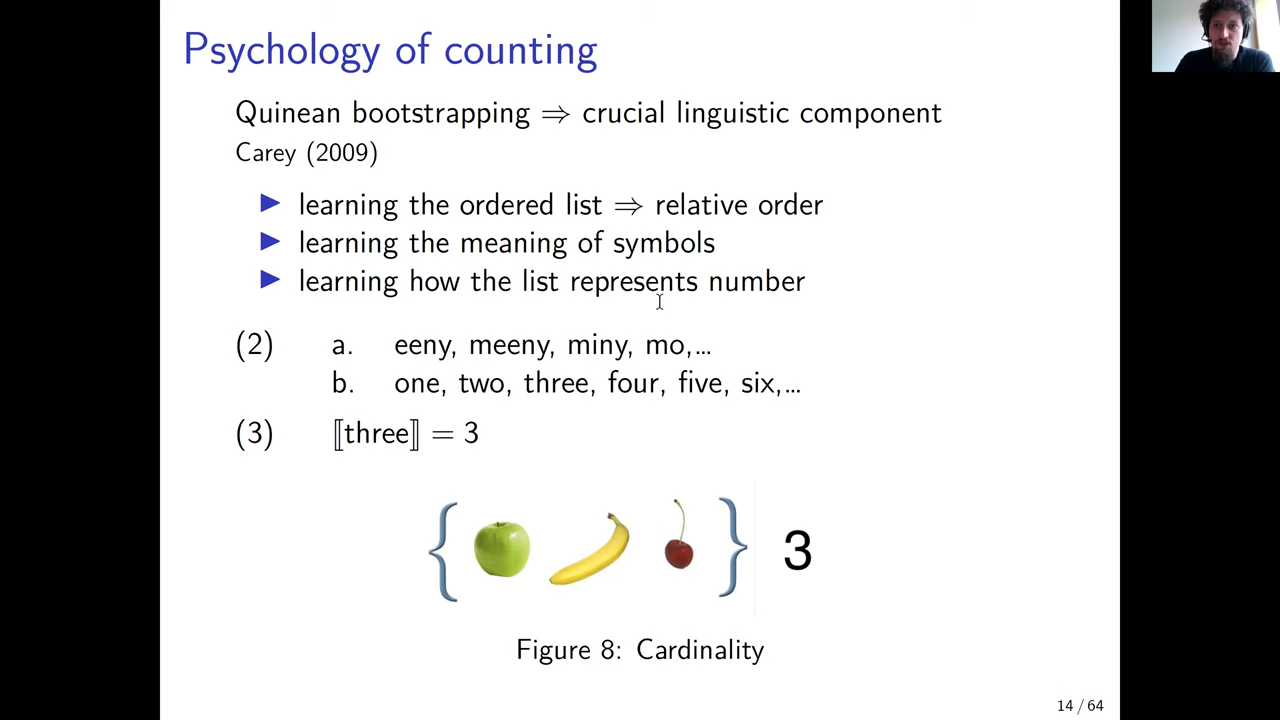 Psychology of counting
Quinean bootstrapping ⇒ crucial linguistic component
Carey (2009)
▶ learning the ordered list ⇒ relative order
▶ learning the meaning of symbols
▶ learning how the list represents number
(2) a. eeny, meeny, miny, mo,...
b. one, two, three, four, five, six,...
(3) ⟦three⟧ = 3
{ } 3
Figure 8: Cardinality
14 / 64